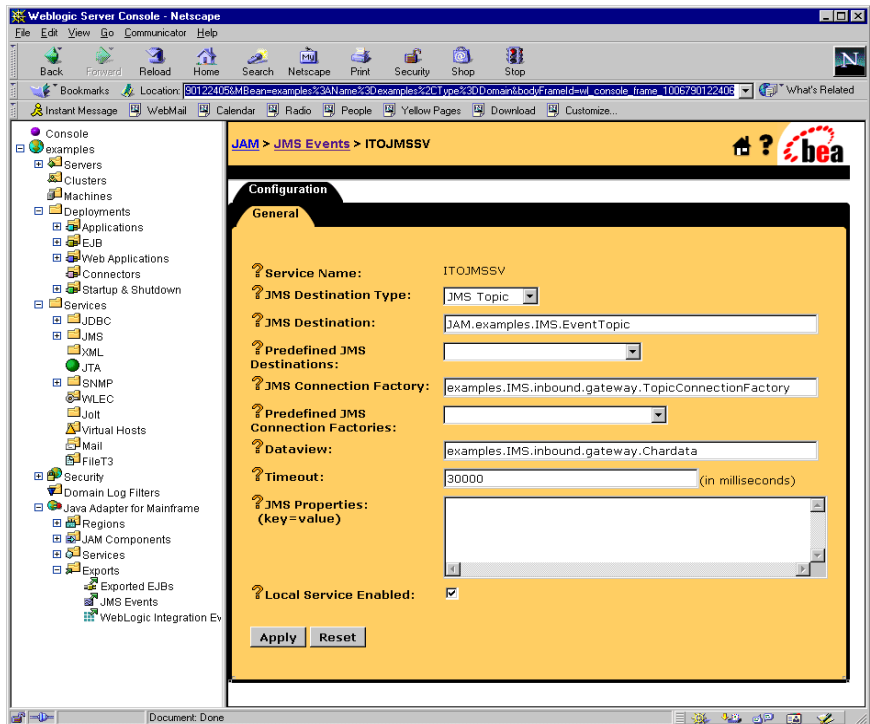 Weblogic Server Console - Netscape
File Edit View Go Communicator Help
Back Forward Reload Home Search Netscape Print Security Shop Stop
My
N
Bookmarks Location: 90122405&MBean=examples%3AName%3Dexamples%2CType%3DDomain&bodyFrameId=wl_console_frame_1006790122406 What's Related
Instant Message WebMail Calendar Radio People Yellow Pages Download Customize...
Console
examples
Servers
Clusters
Machines
Deployments
Applications
EJB
Web Applications
Connectors
Startup & Shutdown
Services
JDBC
JMS
XML
JTA
SNMP
WLEC
Jolt
Virtual Hosts
Mail
FileT3
Security
Domain Log Filters
Java Adapter for Mainframe
Regions
JAM Components
Services
Exports
Exported EJBs
JMS Events
WebLogic Integration Ev
JAM > JMS Events > ITOJMSSV
? bea
Configuration
General
? Service Name: ITOJMSSV
? JMS Destination Type: JMS Topic
? JMS Destination: JAM.examples.IMS.EventTopic
? Predefined JMS
Destinations:
? JMS Connection Factory: examples.IMS.inbound.gateway.TopicConnectionFactory
? Predefined JMS
Connection Factories:
? Dataview: examples.IMS.inbound.gateway.Chardata
? Timeout: 30000 (in milliseconds)
? JMS Properties:
(key=value)
? Local Service Enabled:
Apply Reset
Document: Done